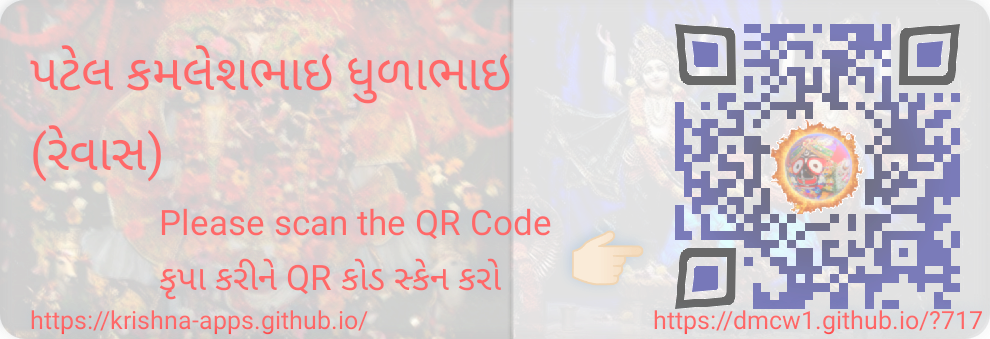 પટેલ કમલેશભાઇ ધુળાભાઇ
(રેવાસ)
Please scan the QR Code
કૃપા કરીને QR કોડ સ્કેન કરો
https://krishna-apps.github.io/
https://dmcw1.github.io/?717